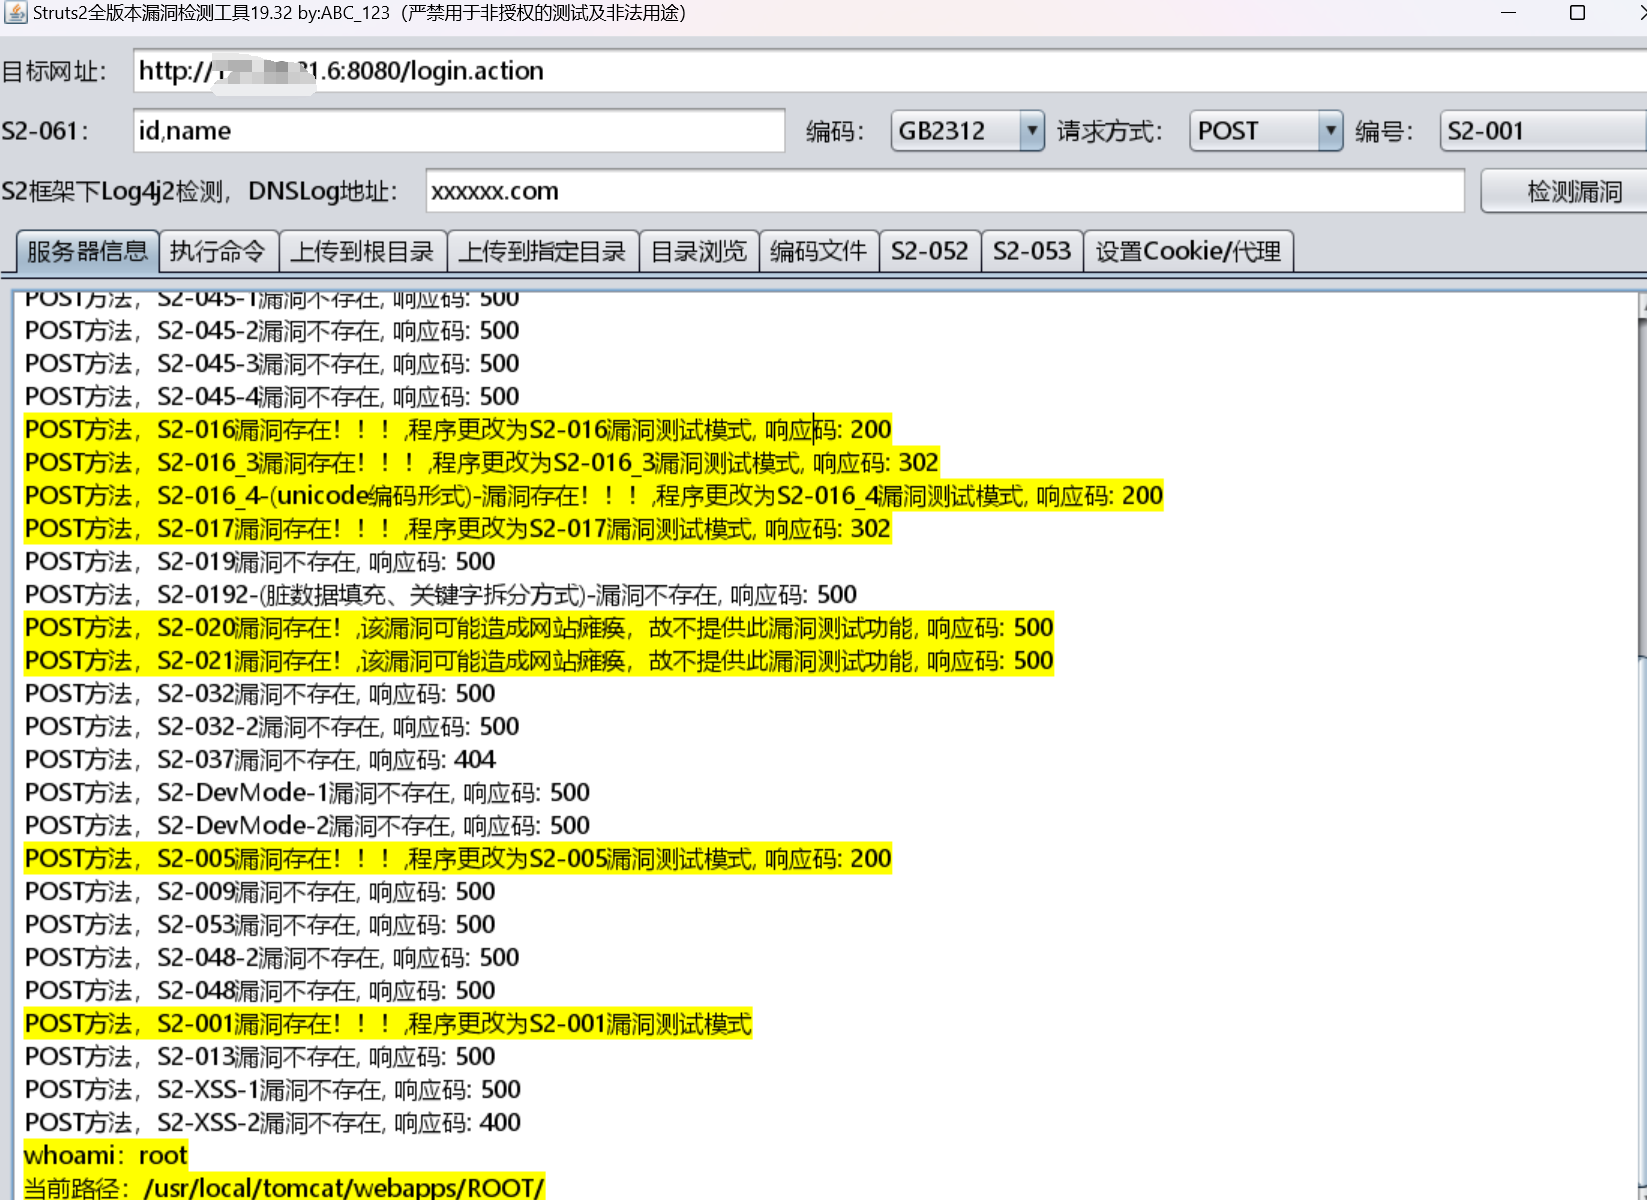 Struts2全版本漏洞检测工具19.32 by:ABC_123（严禁用于非授权的测试及非法用途）
目标网址： http://1 1.6:8080/login.action
S2-061： id,name 编码： GB2312 请求方式： POST 编号： S2-001
S2框架下Log4j2检测，DNSLog地址： xxxxxx.com 检测漏洞
服务器信息 执行命令 上传到根目录 上传到指定目录 目录浏览 编码文件 S2-052 S2-053 设置Cookie/代理
POST方法，S2-045-1漏洞不存在, 响应码: 500
POST方法，S2-045-2漏洞不存在, 响应码: 500
POST方法，S2-045-3漏洞不存在, 响应码: 500
POST方法，S2-045-4漏洞不存在, 响应码: 500
POST方法，S2-016漏洞存在！！！,程序更改为S2-016漏洞测试模式, 响应码: 200
POST方法，S2-016_3漏洞存在！！！,程序更改为S2-016_3漏洞测试模式, 响应码: 302
POST方法，S2-016_4-(unicode编码形式)-漏洞存在！！！,程序更改为S2-016_4漏洞测试模式, 响应码: 200
POST方法，S2-017漏洞存在！！！,程序更改为S2-017漏洞测试模式, 响应码: 302
POST方法，S2-019漏洞不存在, 响应码: 500
POST方法，S2-0192-(脏数据填充、关键字拆分方式)-漏洞不存在, 响应码: 500
POST方法，S2-020漏洞存在！,该漏洞可能造成网站瘫痪，故不提供此漏洞测试功能, 响应码: 500
POST方法，S2-021漏洞存在！,该漏洞可能造成网站瘫痪，故不提供此漏洞测试功能, 响应码: 500
POST方法，S2-032漏洞不存在, 响应码: 500
POST方法，S2-032-2漏洞不存在, 响应码: 500
POST方法，S2-037漏洞不存在, 响应码: 404
POST方法，S2-DevMode-1漏洞不存在, 响应码: 500
POST方法，S2-DevMode-2漏洞不存在, 响应码: 500
POST方法，S2-005漏洞存在！！！,程序更改为S2-005漏洞测试模式, 响应码: 200
POST方法，S2-009漏洞不存在, 响应码: 500
POST方法，S2-053漏洞不存在, 响应码: 500
POST方法，S2-048-2漏洞不存在, 响应码: 500
POST方法，S2-048漏洞不存在, 响应码: 500
POST方法，S2-001漏洞存在！！！,程序更改为S2-001漏洞测试模式
POST方法，S2-013漏洞不存在, 响应码: 500
POST方法，S2-XSS-1漏洞不存在, 响应码: 500
POST方法，S2-XSS-2漏洞不存在, 响应码: 400
whoami：root
当前路径：/usr/local/tomcat/webapps/ROOT/